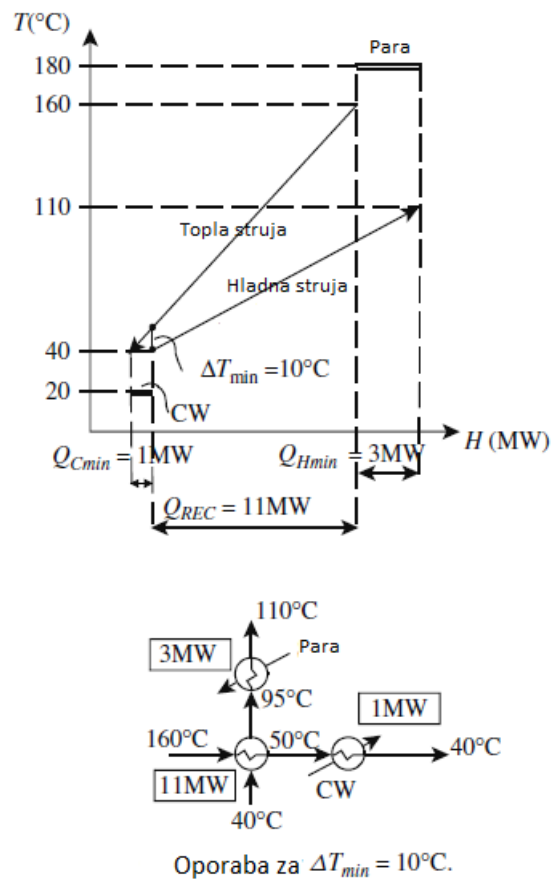 T(°C)
Para
180
160
110
Topla struja
Hladna struja
40
ΔTmin =10°C
20
CW
H (MW)
QCmin = 1MW
QHmin = 3MW
QREC = 11MW
110°C
3MW
Para
95°C
1MW
160°C
50°C
40°C
11MW
CW
40°C
Oporaba za ΔTmin = 10°C.